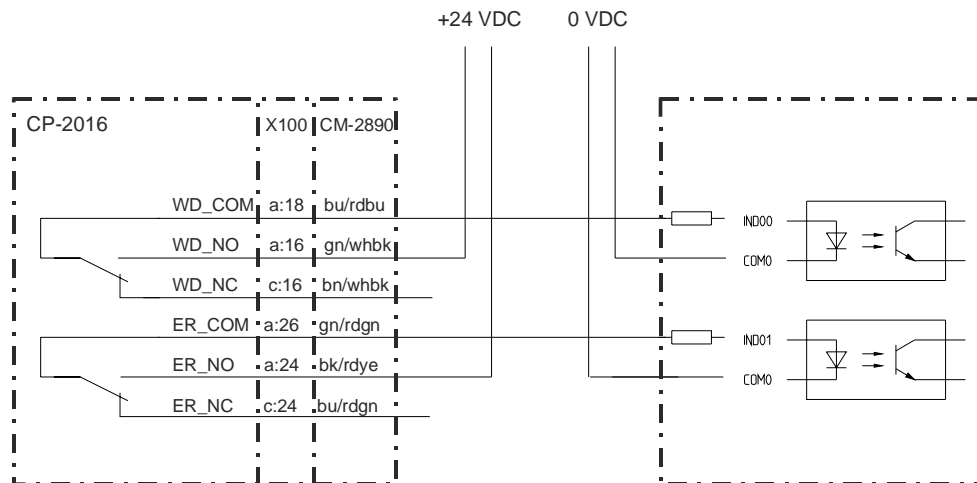 +24 VDC 0 VDC
CP-2016 X100 CM-2890
WD_COM a:18 bu/rdbu
WD_NO a:16 gn/whbk
WD_NC c:16 bn/whbk
ER_COM a:26 gn/rdgn
ER_NO a:24 bk/rdye
ER_NC c:24 bu/rdgn
IND00
COM0
IND01
COM0